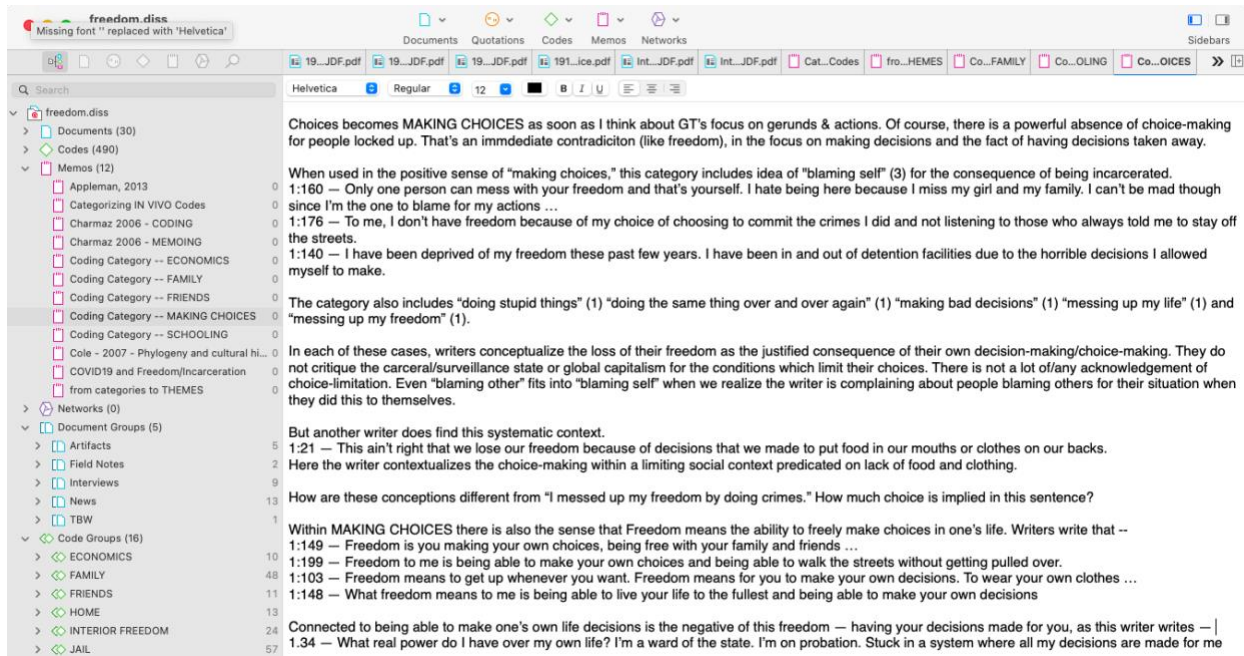 freedom.diss
Missing font '' replaced with 'Helvetica'
Documents
Quotations
Codes
Memos
Networks
Sidebars
19...JDF.pdf
19...JDF.pdf
19...JDF.pdf
191...ice.pdf
Int...JDF.pdf
Int...JDF.pdf
Cat...Codes
fro...HEMES
Co...FAMILY
Co...OLING
Co...OICES
Search
Helvetica
Regular
12
B I U
freedom.diss
Documents (30)
Codes (490)
Memos (12)
Appleman, 2013 0
Categorizing IN VIVO Codes 0
Charmaz 2006 - CODING 0
Charmaz 2006 - MEMOING 0
Coding Category -- ECONOMICS 0
Coding Category -- FAMILY 0
Coding Category -- FRIENDS 0
Coding Category -- MAKING CHOICES 0
Coding Category -- SCHOOLING 0
Cole - 2007 - Phylogeny and cultural hi... 0
COVID19 and Freedom/Incarceration 0
from categories to THEMES 0
Networks (0)
Document Groups (5)
Artifacts 5
Field Notes 2
Interviews 9
News 13
TBW 1
Code Groups (16)
ECONOMICS 10
FAMILY 48
FRIENDS 11
HOME 13
INTERIOR FREEDOM 24
JAIL 57
Choices becomes MAKING CHOICES as soon as I think about GT's focus on gerunds & actions. Of course, there is a powerful absence of choice-making
for people locked up. That's an immdediate contradiciton (like freedom), in the focus on making decisions and the fact of having decisions taken away.
When used in the positive sense of "making choices," this category includes idea of "blaming self" (3) for the consequence of being incarcerated.
1:160 — Only one person can mess with your freedom and that's yourself. I hate being here because I miss my girl and my family. I can't be mad though
since I'm the one to blame for my actions ...
1:176 — To me, I don't have freedom because of my choice of choosing to commit the crimes I did and not listening to those who always told me to stay off
the streets.
1:140 — I have been deprived of my freedom these past few years. I have been in and out of detention facilities due to the horrible decisions I allowed
myself to make.
The category also includes "doing stupid things" (1) "doing the same thing over and over again" (1) "making bad decisions" (1) "messing up my life" (1) and
"messing up my freedom" (1).
In each of these cases, writers conceptualize the loss of their freedom as the justified consequence of their own decision-making/choice-making. They do
not critique the carceral/surveillance state or global capitalism for the conditions which limit their choices. There is not a lot of/any acknowledgement of
choice-limitation. Even "blaming other" fits into "blaming self" when we realize the writer is complaining about people blaming others for their situation when
they did this to themselves.
But another writer does find this systematic context.
1:21 — This ain't right that we lose our freedom because of decisions that we made to put food in our mouths or clothes on our backs.
Here the writer contextualizes the choice-making within a limiting social context predicated on lack of food and clothing.
How are these conceptions different from "I messed up my freedom by doing crimes." How much choice is implied in this sentence?
Within MAKING CHOICES there is also the sense that Freedom means the ability to freely make choices in one's life. Writers write that --
1:149 — Freedom is you making your own choices, being free with your family and friends ...
1:199 — Freedom to me is being able to make your own choices and being able to walk the streets without getting pulled over.
1:103 — Freedom means to get up whenever you want. Freedom means for you to make your own decisions. To wear your own clothes ...
1:148 — What freedom means to me is being able to live your life to the fullest and being able to make your own decisions
Connected to being able to make one's own life decisions is the negative of this freedom — having your decisions made for you, as this writer writes —
1.34 — What real power do I have over my own life? I'm a ward of the state. I'm on probation. Stuck in a system where all my decisions are made for me